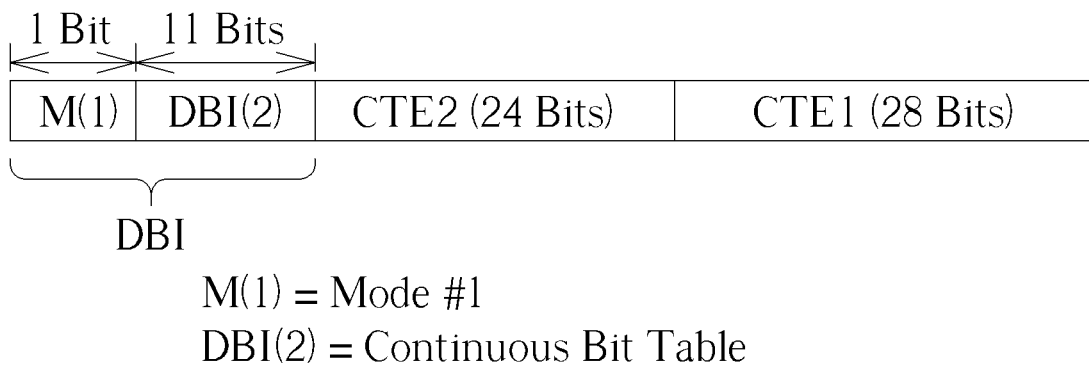 1 Bit 11 Bits
M(1) DBI(2) CTE2 (24 Bits) CTE1 (28 Bits)
DBI
M(1) = Mode #1
DBI(2) = Continuous Bit Table